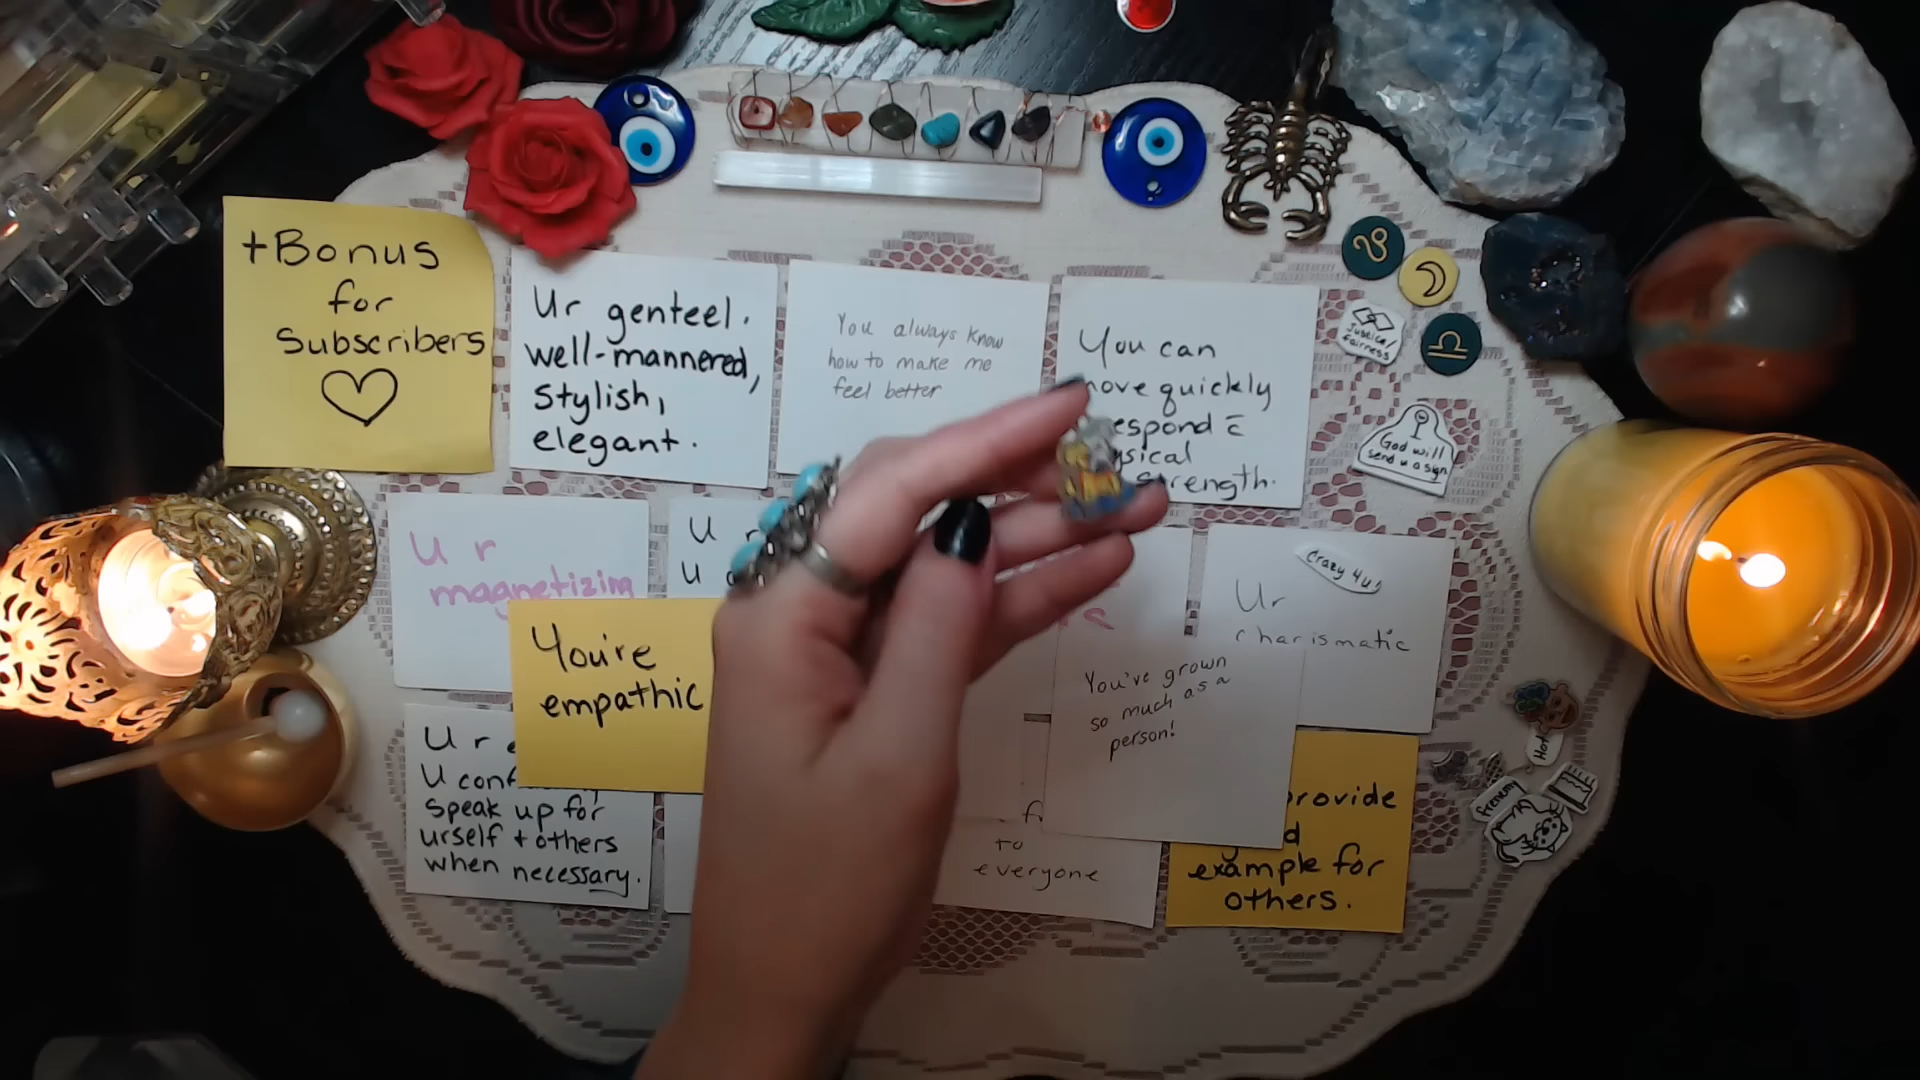 +Bonus
for
Subscribers
Ur genteel.
well-mannered,
stylish,
elegant.
You always know
how to make me
feel better
You can
move quickly
respond c̄
strength.
Justice/
fairness
God will
send u a sign
U r
magnetizing
U r
U
You're
empathic
crazy 4 u
Ur
charismatic
You've grown
so much as a
person!
U r
U
speak up for
urself + others
when necessary.
to
everyone
provide
example for
others.
Hot
frenemy